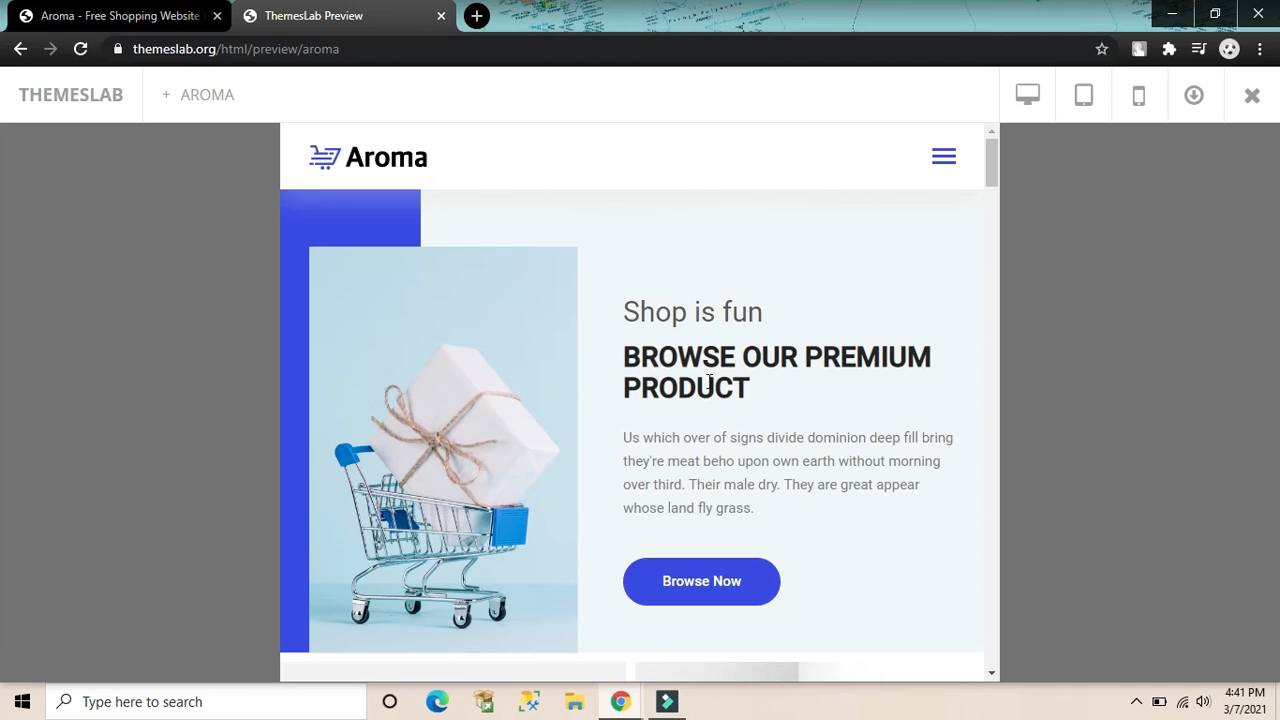 Aroma - Free Shopping Website
ThemesLab Preview
themeslab.org/html/preview/aroma
THEMESLAB
+ AROMA
Aroma
Shop is fun
BROWSE OUR PREMIUM
PRODUCT
Us which over of signs divide dominion deep fill bring
they're meat beho upon own earth without morning
over third. Their male dry. They are great appear
whose land fly grass.
Browse Now
Type here to search
4:41 PM
3/7/2021